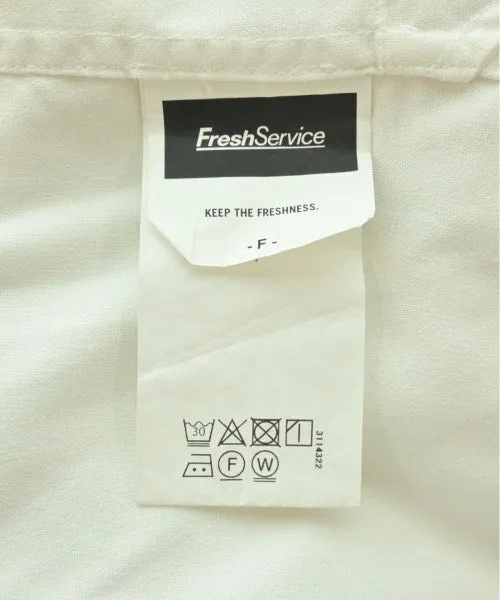 FreshService
KEEP THE FRESHNESS.
- F -
30
3114322
F
W